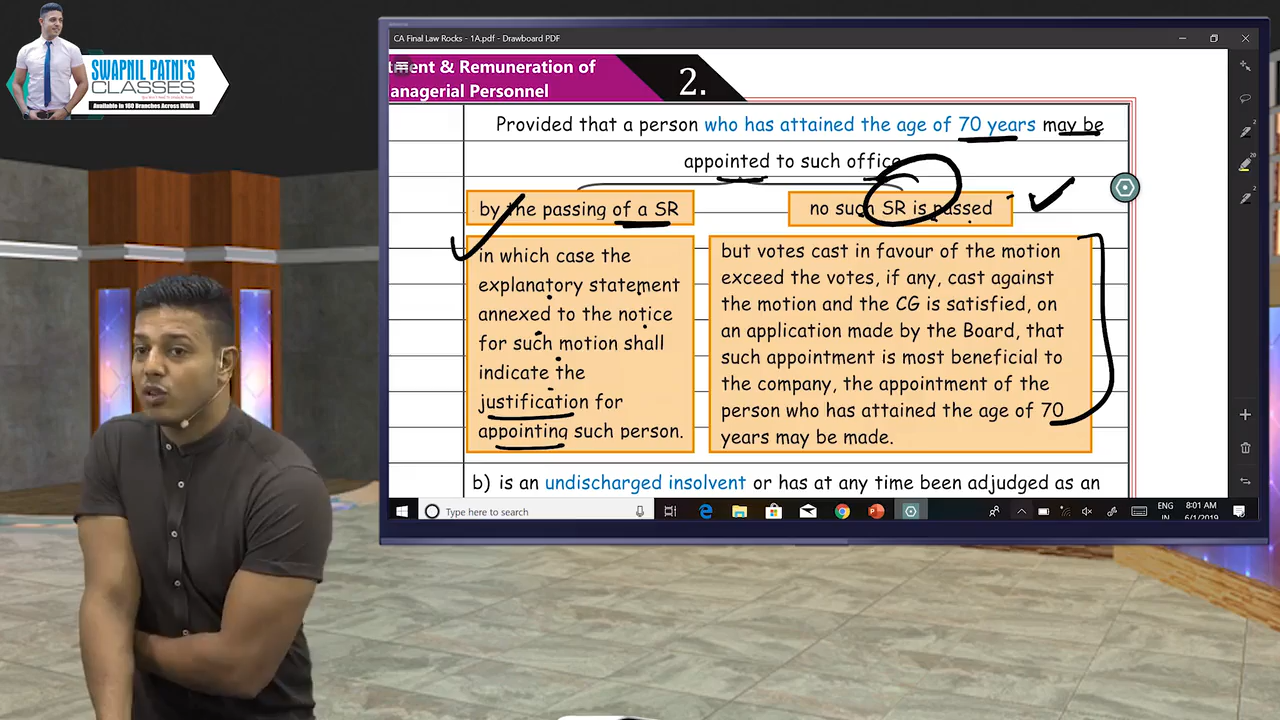 SWAPNIL PATNI'S
CLASSES
Available in 160 Branches Across INDIA
CA Final Law Rocks - 1A.pdf - Drawboard PDF
tment & Remuneration of
anagerial Personnel
2.
Provided that a person who has attained the age of 70 years may be
appointed to such office
by the passing of a SR
no such SR is passed
in which case the
explanatory statement
annexed to the notice
for such motion shall
indicate the
justification for
appointing such person.
but votes cast in favour of the motion
exceed the votes, if any, cast against
the motion and the CG is satisfied, on
an application made by the Board, that
such appointment is most beneficial to
the company, the appointment of the
person who has attained the age of 70
years may be made.
b) is an undischarged insolvent or has at any time been adjudged as an
Type here to search
ENG
IN
8:01 AM
6/1/2019